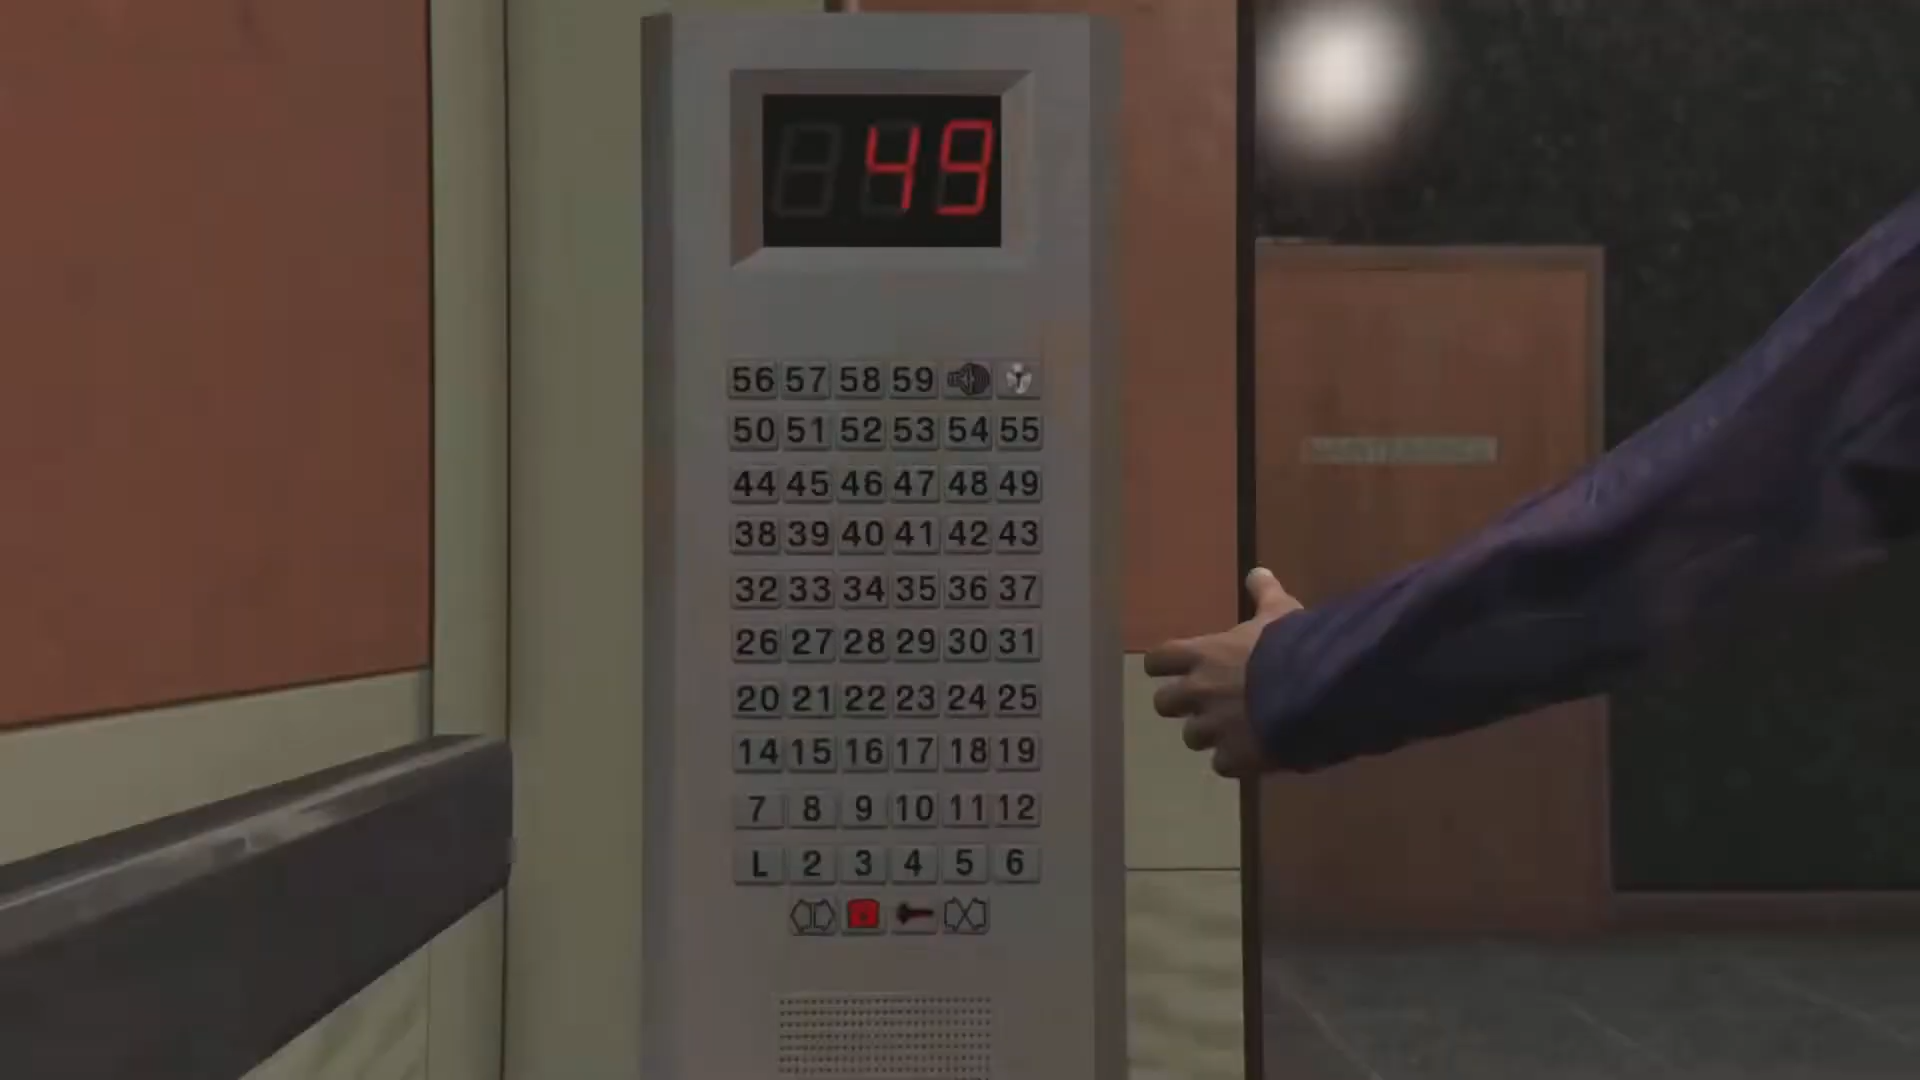 49
56 57 58 59
50 51 52 53 54 55
44 45 46 47 48 49
38 39 40 41 42 43
32 33 34 35 36 37
26 27 28 29 30 31
20 21 22 23 24 25
14 15 16 17 18 19
7 8 9 10 11 12
L 2 3 4 5 6